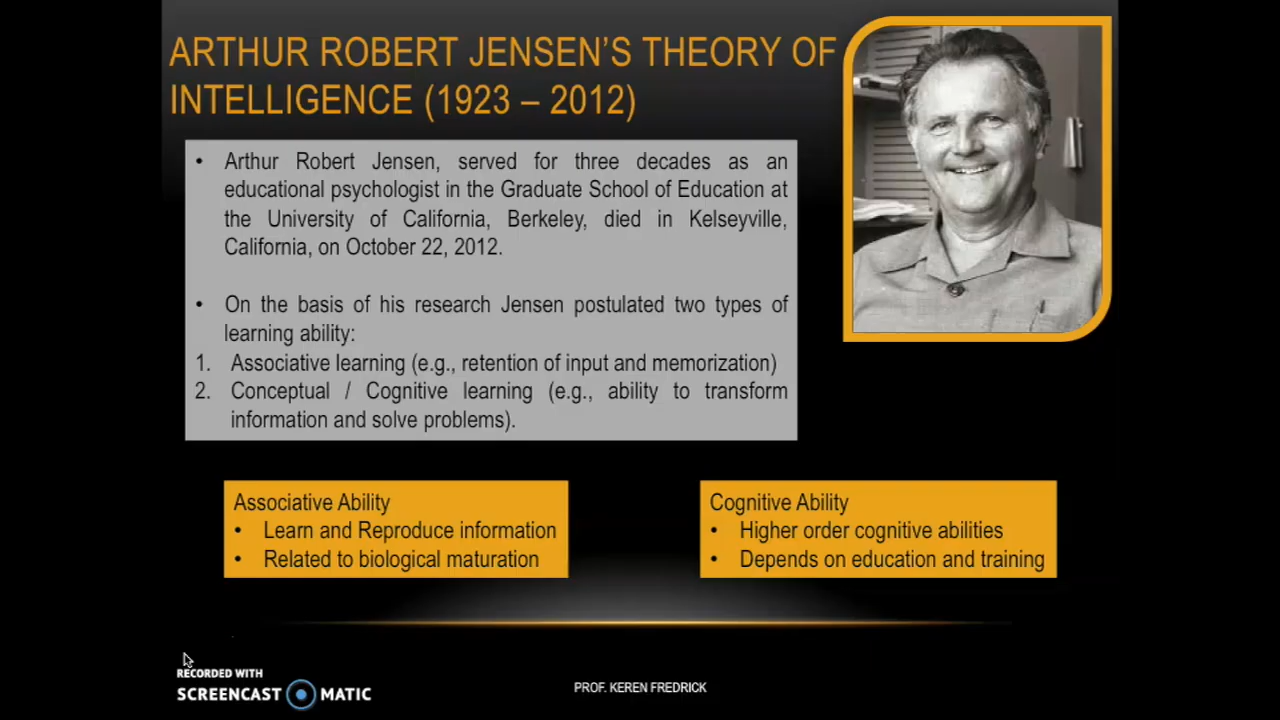 ARTHUR ROBERT JENSEN'S THEORY OF
INTELLIGENCE (1923 – 2012)
• Arthur Robert Jensen, served for three decades as an
educational psychologist in the Graduate School of Education at
the University of California, Berkeley, died in Kelseyville,
California, on October 22, 2012.
• On the basis of his research Jensen postulated two types of
learning ability:
1. Associative learning (e.g., retention of input and memorization)
2. Conceptual / Cognitive learning (e.g., ability to transform
information and solve problems).
Associative Ability
• Learn and Reproduce information
• Related to biological maturation
Cognitive Ability
• Higher order cognitive abilities
• Depends on education and training
RECORDED WITH
SCREENCAST MATIC
PROF. KEREN FREDRICK